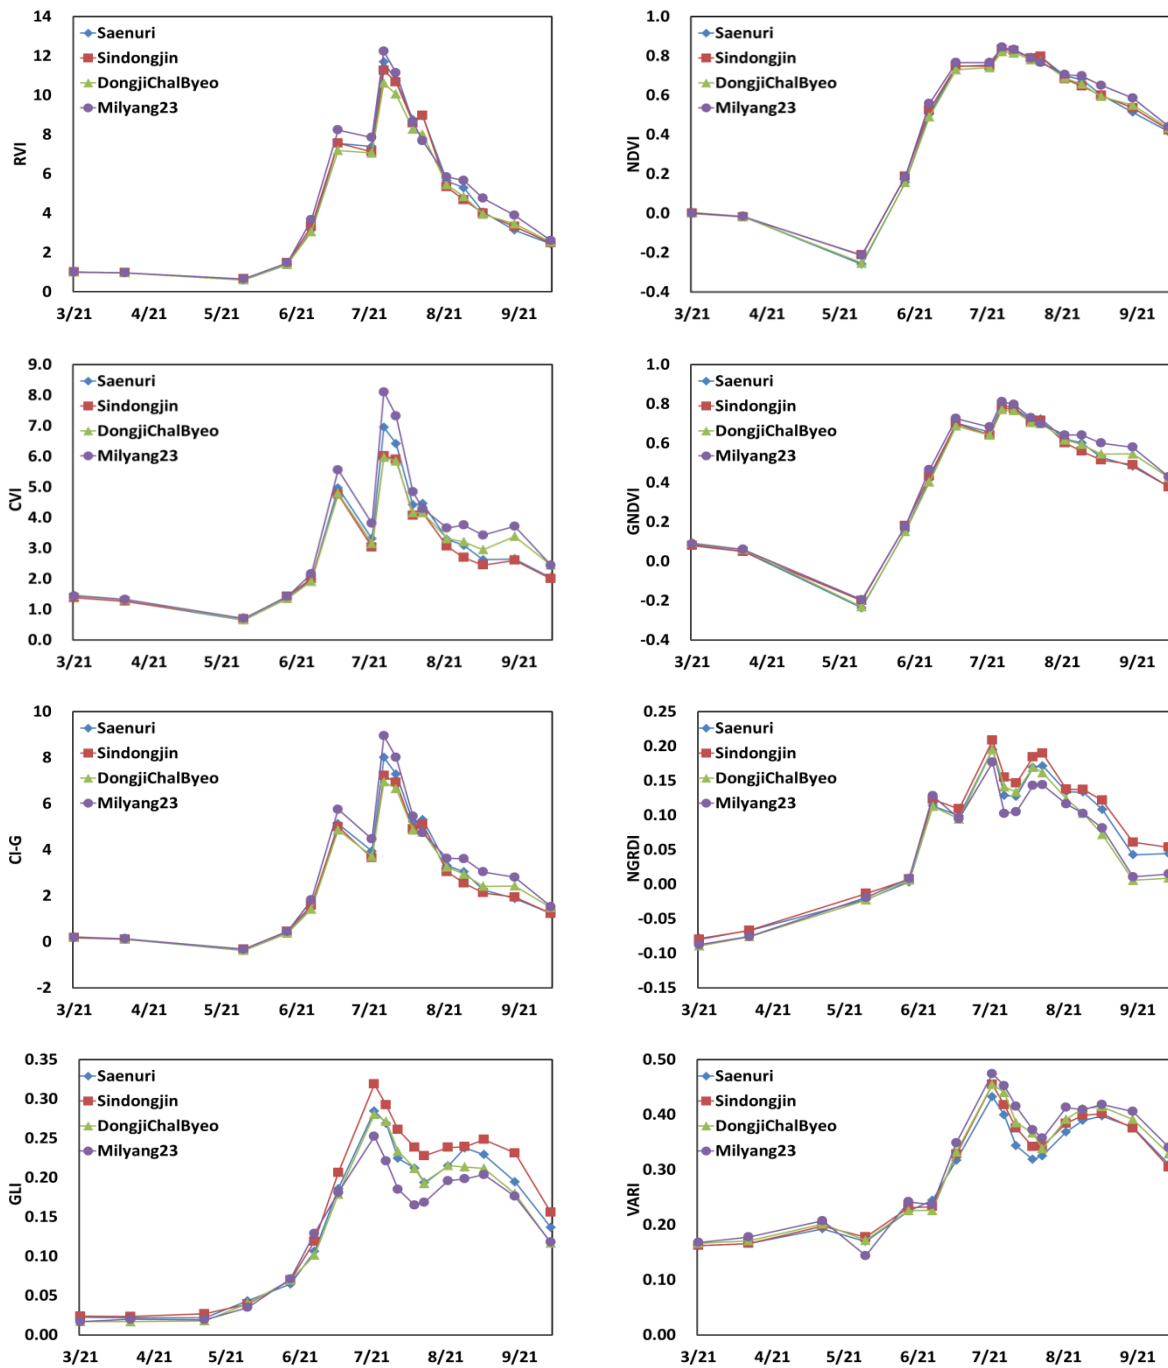 RVI
14
12
10
8
6
4
2
0
Saenuri
Sindongjin
DongjiChalByeo
Milyang23
3/21 4/21 5/21 6/21 7/21 8/21 9/21
NDVI
1.0
0.8
0.6
0.4
0.2
0.0
-0.2
-0.4
Saenuri
Sindongjin
DongjiChalByeo
Milyang23
3/21 4/21 5/21 6/21 7/21 8/21 9/21
CVI
9.0
8.0
7.0
6.0
5.0
4.0
3.0
2.0
1.0
0.0
Saenuri
Sindongjin
DongjiChalByeo
Milyang23
3/21 4/21 5/21 6/21 7/21 8/21 9/21
GNDVI
1.0
0.8
0.6
0.4
0.2
0.0
-0.2
-0.4
Saenuri
Sindongjin
DongjiChalByeo
Milyang23
3/21 4/21 5/21 6/21 7/21 8/21 9/21
CI-G
10
8
6
4
2
0
-2
Saenuri
Sindongjin
DongjiChalByeo
Milyang23
3/21 4/21 5/21 6/21 7/21 8/21 9/21
NGRDI
0.25
0.20
0.15
0.10
0.05
0.00
-0.05
-0.10
-0.15
Saenuri
Sindongjin
DongjiChalByeo
Milyang23
3/21 4/21 5/21 6/21 7/21 8/21 9/21
GLI
0.35
0.30
0.25
0.20
0.15
0.10
0.05
0.00
Saenuri
Sindongjin
DongjiChalByeo
Milyang23
3/21 4/21 5/21 6/21 7/21 8/21 9/21
VARI
0.50
0.40
0.30
0.20
0.10
0.00
Saenuri
Sindongjin
DongjiChalByeo
Milyang23
3/21 4/21 5/21 6/21 7/21 8/21 9/21